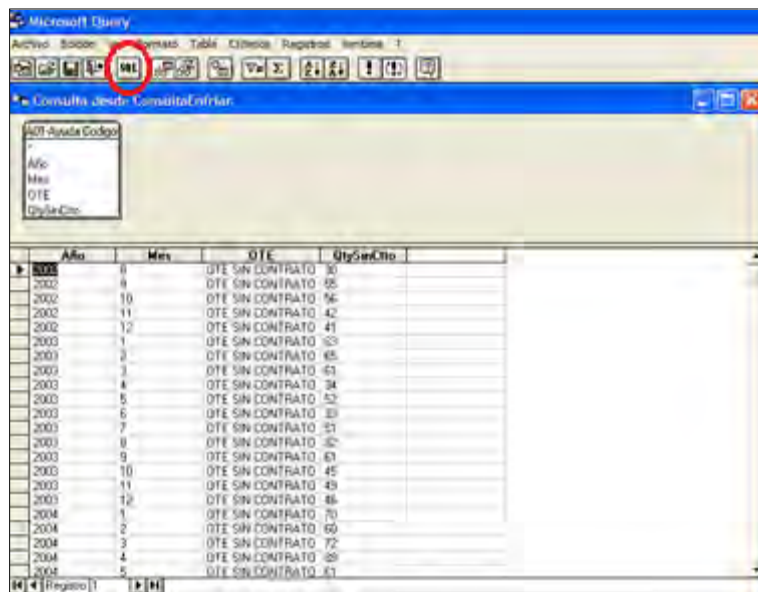 Microsoft Query
Archivo Edición Formato Tabla Criterios Registros Ventana ?
SQL
Consulta desde ConsultaEnfriar
A01-Ayuda Codigo
*
Año
Mes
OTE
QtySinCtto
Año Mes OTE QtySinCtto
2002 8 OTE SIN CONTRATO
2002 9 OTE SIN CONTRATO
2002 10 OTE SIN CONTRATO 56
2002 11 OTE SIN CONTRATO 42
2002 12 OTE SIN CONTRATO 41
2003 1 OTE SIN CONTRATO
2003 2 OTE SIN CONTRATO 65
2003 3 OTE SIN CONTRATO 61
2003 4 OTE SIN CONTRATO 34
2003 5 OTE SIN CONTRATO 52
2003 6 OTE SIN CONTRATO
2003 7 OTE SIN CONTRATO 51
2003 8 OTE SIN CONTRATO
2003 9 OTE SIN CONTRATO 61
2003 10 OTE SIN CONTRATO 45
2003 11 OTE SIN CONTRATO 49
2003 12 OTE SIN CONTRATO
2004 1 OTE SIN CONTRATO 70
2004 2 OTE SIN CONTRATO 60
2004 3 OTE SIN CONTRATO 72
2004 4 OTE SIN CONTRATO
2004 5 OTE SIN CONTRATO 61
Registro 1